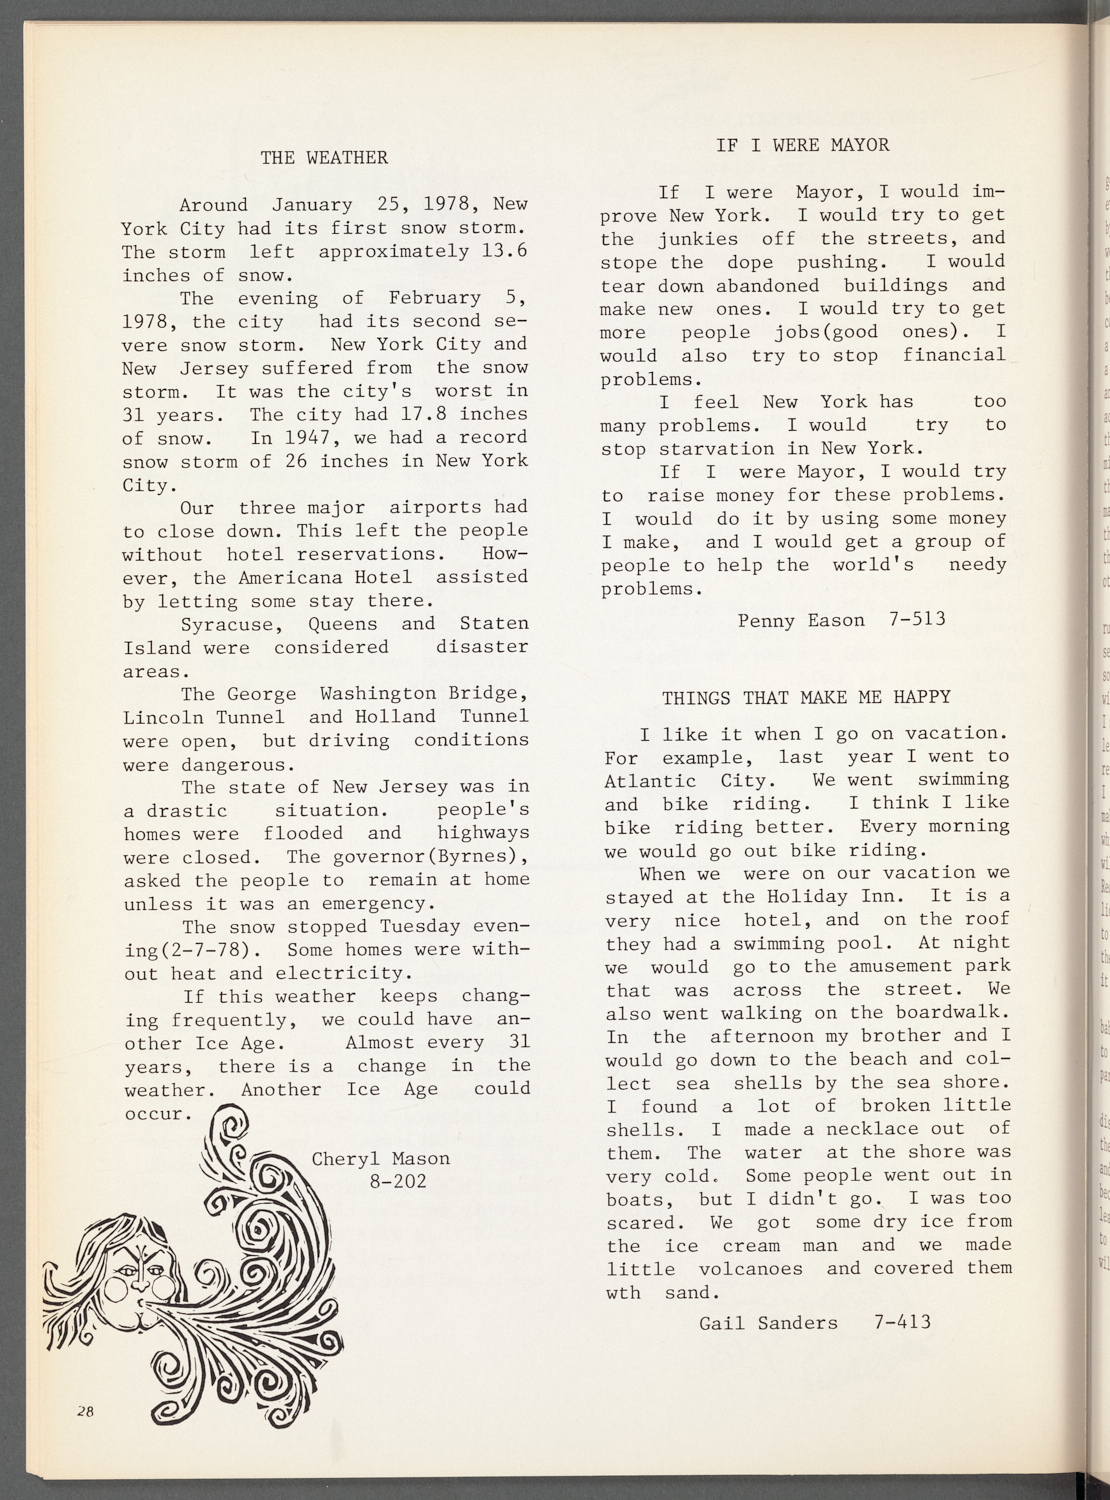 THE WEATHER
Around January 25, 1978, New
York City had its first snow storm.
The storm left approximately 13.6
inches of snow.
The evening of February 5,
1978, the city had its second se-
vere snow storm. New York City and
New Jersey suffered from the snow
storm. It was the city's worst in
31 years. The city had 17.8 inches
of snow. In 1947, we had a record
snow storm of 26 inches in New York
City.
Our three major airports had
to close down. This left the people
without hotel reservations. How-
ever, the Americana Hotel assisted
by letting some stay there.
Syracuse, Queens and Staten
Island were considered disaster
areas.
The George Washington Bridge,
Lincoln Tunnel and Holland Tunnel
were open, but driving conditions
were dangerous.
The state of New Jersey was in
a drastic situation. people's
homes were flooded and highways
were closed. The governor(Byrnes),
asked the people to remain at home
unless it was an emergency.
The snow stopped Tuesday even-
ing(2-7-78). Some homes were with-
out heat and electricity.
If this weather keeps chang-
ing frequently, we could have an-
other Ice Age. Almost every 31
years, there is a change in the
weather. Another Ice Age could
occur.
Cheryl Mason
8-202
28
IF I WERE MAYOR
If I were Mayor, I would im-
prove New York. I would try to get
the junkies off the streets, and
stope the dope pushing. I would
tear down abandoned buildings and
make new ones. I would try to get
more people jobs(good ones). I
would also try to stop financial
problems.
I feel New York has too
many problems. I would try to
stop starvation in New York.
If I were Mayor, I would try
to raise money for these problems.
I would do it by using some money
I make, and I would get a group of
people to help the world's needy
problems.
Penny Eason 7-513
THINGS THAT MAKE ME HAPPY
I like it when I go on vacation.
For example, last year I went to
Atlantic City. We went swimming
and bike riding. I think I like
bike riding better. Every morning
we would go out bike riding.
When we were on our vacation we
stayed at the Holiday Inn. It is a
very nice hotel, and on the roof
they had a swimming pool. At night
we would go to the amusement park
that was across the street. We
also went walking on the boardwalk.
In the afternoon my brother and I
would go down to the beach and col-
lect sea shells by the sea shore.
I found a lot of broken little
shells. I made a necklace out of
them. The water at the shore was
very cold. Some people went out in
boats, but I didn't go. I was too
scared. We got some dry ice from
the ice cream man and we made
little volcanoes and covered them
wth sand.
Gail Sanders 7-413